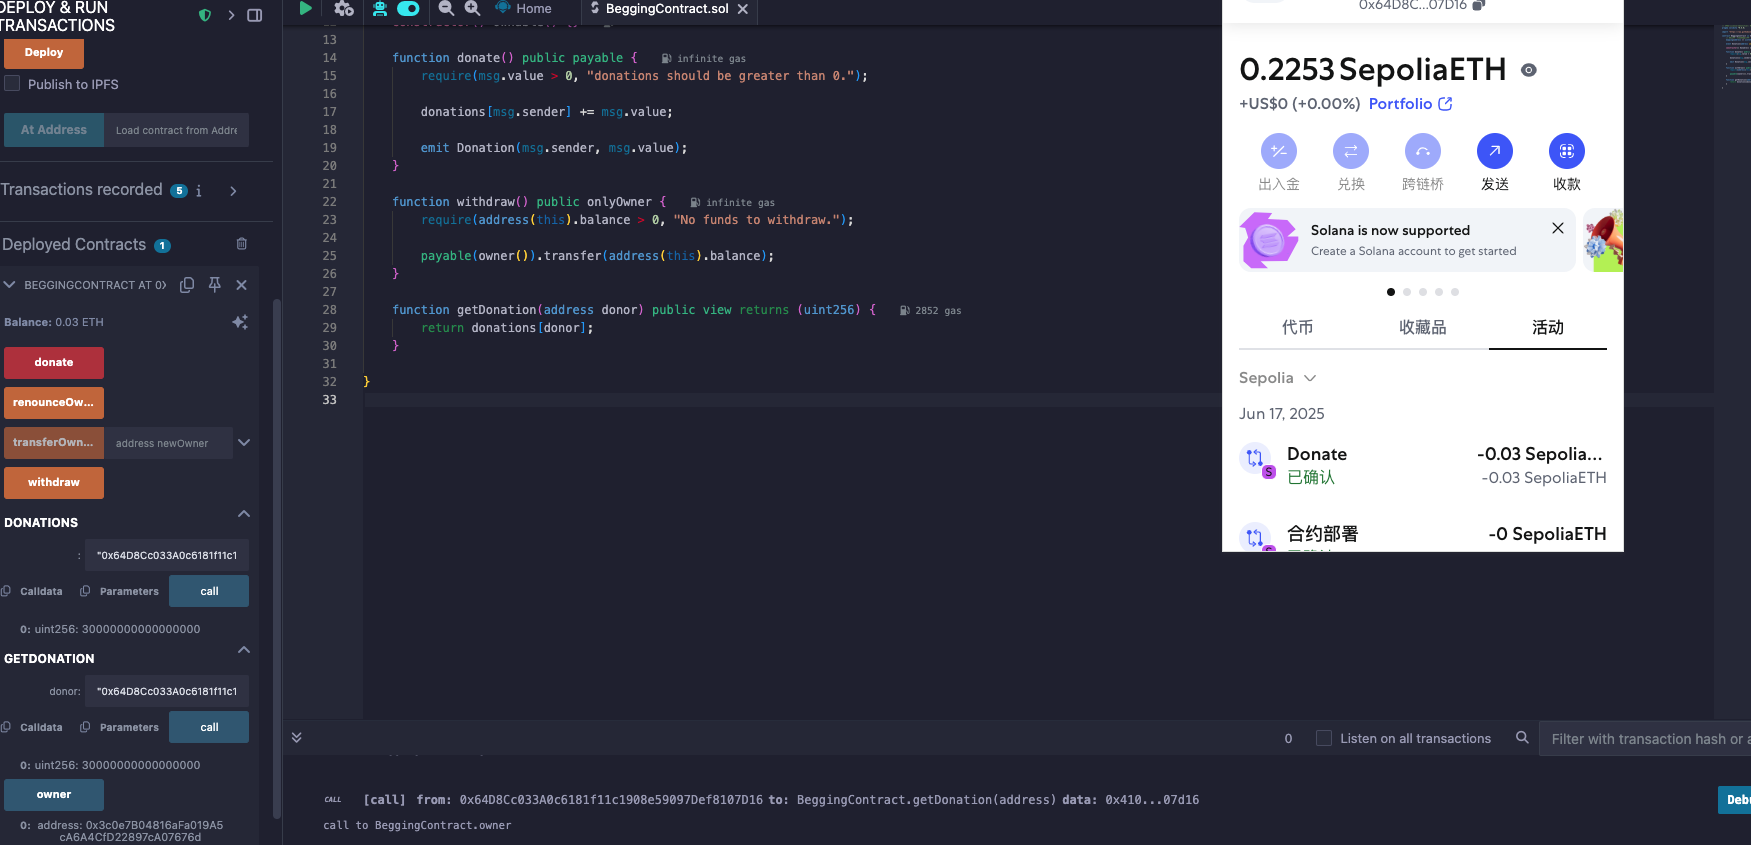 DEPLOY & RUN
TRANSACTIONS
Deploy
Publish to IPFS
At Address
Load contract from Addre
Transactions recorded 5 i
Deployed Contracts 1
BEGGINGCONTRACT AT 0X
Balance: 0.03 ETH
donate
renounceOw...
transferOwn...
address newOwner
withdraw
DONATIONS
:
"0x64D8Cc033A0c6181f11c1
Calldata
Parameters
call
0: uint256: 30000000000000000
GETDONATION
donor:
"0x64D8Cc033A0c6181f11c1
Calldata
Parameters
call
0: uint256: 30000000000000000
owner
0: address: 0x3c0e7B04816aFa019A5
cA6A4CfD22897cA07676d
Home
BeggingContract.sol
13
14 function donate() public payable { infinite gas
15 require(msg.value > 0, "donations should be greater than 0.");
16
17 donations[msg.sender] += msg.value;
18
19 emit Donation(msg.sender, msg.value);
20 }
21
22 function withdraw() public onlyOwner { infinite gas
23 require(address(this).balance > 0, "No funds to withdraw.");
24
25 payable(owner()).transfer(address(this).balance);
26 }
27
28 function getDonation(address donor) public view returns (uint256) { 2852 gas
29 return donations[donor];
30 }
31
32 }
33
0x64D8C...07D16
0.2253 SepoliaETH
+US$0 (+0.00%) Portfolio
出入金
兑换
跨链桥
发送
收款
Solana is now supported
Create a Solana account to get started
代币
收藏品
活动
Sepolia
Jun 17, 2025
Donate
-0.03 Sepolia...
已确认
-0.03 SepoliaETH
合约部署
-0 SepoliaETH
0
Listen on all transactions
Filter with transaction hash or a
CALL [call] from: 0x64D8Cc033A0c6181f11c1908e59097Def8107D16 to: BeggingContract.getDonation(address) data: 0x410...07d16
Deb
call to BeggingContract.owner